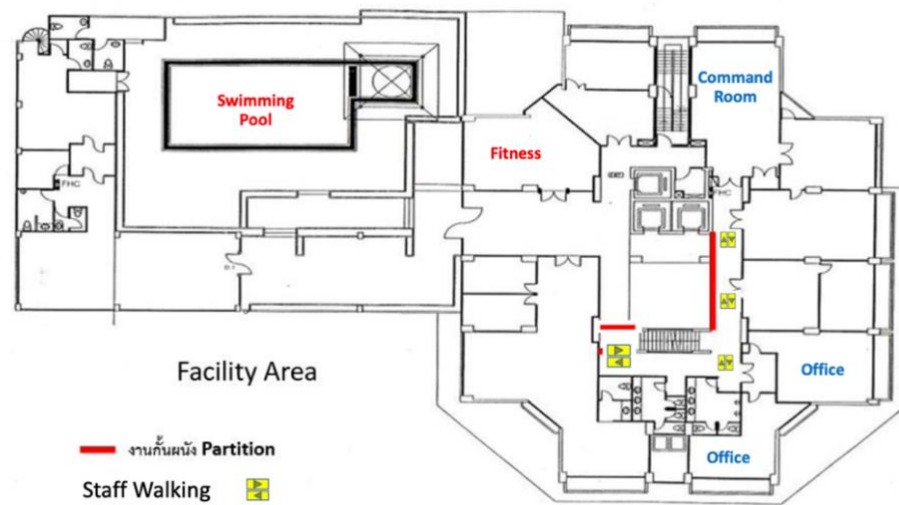 Command
Room
Swimming
Pool
Fitness
FHC
FHC
Office
Facility Area
Office
งานกั้นผนัง Partition
Staff Walking